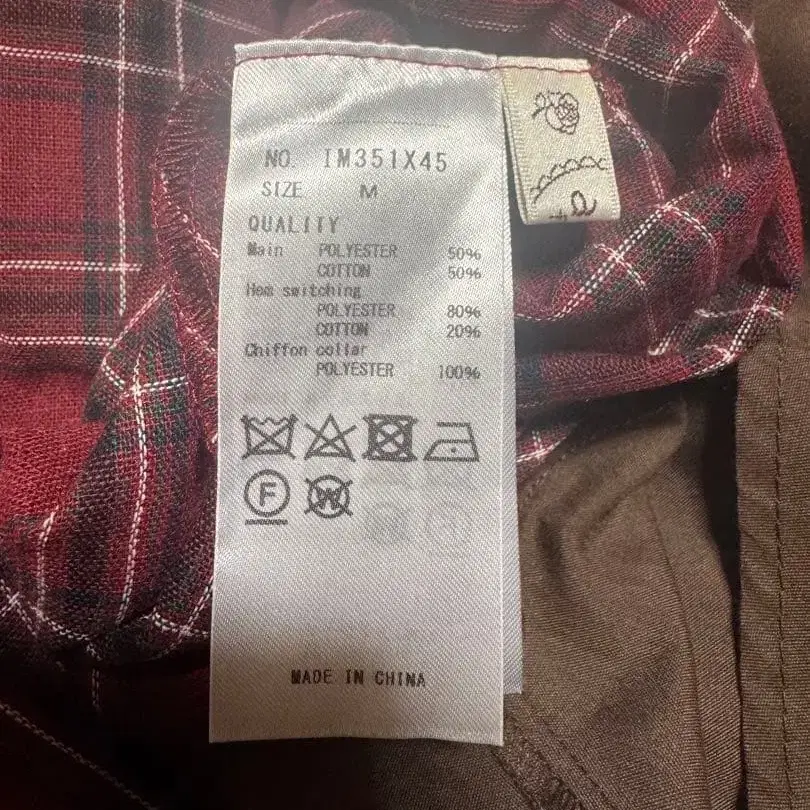 NO. IM351X45
SIZE M
QUALITY
Main POLYESTER 50%
COTTON 50%
Hem switching
POLYESTER 80%
COTTON 20%
Chiffon collar
POLYESTER 100%
F W
MADE IN CHINA